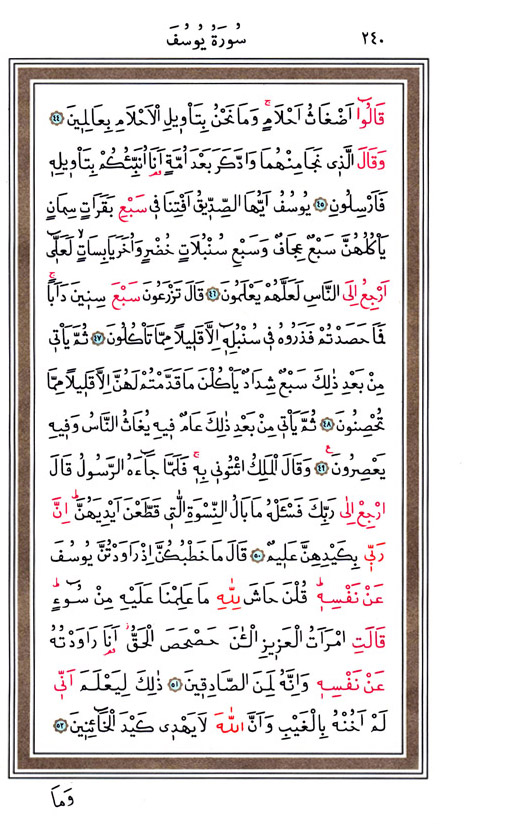 ٢٤٠ سُورَةُ يُوسُفَ
قَالُٓوا اَضْغَاثُ اَحْلَامٍۚ وَمَا نَحْنُ بِتَأْو۪يلِ الْاَحْلَامِ بِعَالِم۪ينَ ﴿٤٤﴾
وَقَالَ الَّذ۪ي نَجَا مِنْهُمَا وَادَّكَرَ بَعْدَ اُمَّةٍ اَنَا۬ اُنَبِّئُكُمْ بِتَأْو۪يلِه۪
فَاَرْسِلُونِ ﴿٤٥﴾ يُوسُفُ اَيُّهَا الصِّدّ۪يقُ اَفْتِنَا ف۪ي سَبْعِ بَقَرَاتٍ سِمَانٍ
يَأْكُلُهُنَّ سَبْعٌ عِجَافٌ وَسَبْعِ سُنْبُلَاتٍ خُضْرٍ وَاُخَرَ يَابِسَاتٍۙ لَعَلّ۪ٓي
اَرْجِعُ اِلَى النَّاسِ لَعَلَّهُمْ يَعْلَمُونَ ﴿٤٦﴾ قَالَ تَزْرَعُونَ سَبْعَ سِن۪ينَ دَاَبًاۚ
فَمَا حَصَدْتُمْ فَذَرُوهُ ف۪ي سُنْبُلِه۪ٓ اِلَّا قَل۪يلًا مِمَّا تَأْكُلُونَ ﴿٤٧﴾ ثُمَّ يَأْت۪ي
مِنْ بَعْدِ ذٰلِكَ سَبْعٌ شِدَادٌ يَأْكُلْنَ مَا قَدَّمْتُمْ لَهُنَّ اِلَّا قَل۪يلًا مِمَّا
تُحْصِنُونَ ﴿٤٨﴾ ثُمَّ يَأْت۪ي مِنْ بَعْدِ ذٰلِكَ عَامٌ ف۪يهِ يُغَاثُ النَّاسُ وَف۪يهِ
يَعْصِرُونَ۟ ﴿٤٩﴾ وَقَالَ الْمَلِكُ ائْتُون۪ي بِه۪ۚ فَلَمَّا جَٓاءَهُ الرَّسُولُ قَالَ
ارْجِعْ اِلٰى رَبِّكَ فَسْـَٔلْهُ مَا بَالُ النِّسْوَةِ الّٰت۪ي قَطَّعْنَ اَيْدِيَهُنَّۜ اِنَّ
رَبّ۪ي بِكَيْدِهِنَّ عَل۪يمٌ ﴿٥٠﴾ قَالَ مَا خَطْبُكُنَّ اِذْ رَاوَدْتُنَّ يُوسُفَ
عَنْ نَفْسِه۪ۜ قُلْنَ حَاشَ لِلّٰهِ مَا عَلِمْنَا عَلَيْهِ مِنْ سُٓوءٍۜ
قَالَتِ امْرَاَتُ الْعَز۪يزِ الْـٰٔنَ حَصْحَصَ الْحَقُّۘ اَنَا۬ رَاوَدْتُهُ
عَنْ نَفْسِه۪ وَاِنَّهُ لَمِنَ الصَّادِق۪ينَ ﴿٥١﴾ ذٰلِكَ لِيَعْلَمَ اَنّ۪ي
لَمْ اَخُنْهُ بِالْغَيْبِ وَاَنَّ اللّٰهَ لَا يَهْد۪ي كَيْدَ الْخَٓائِن۪ينَ ﴿٥٢﴾
وَمَٓا